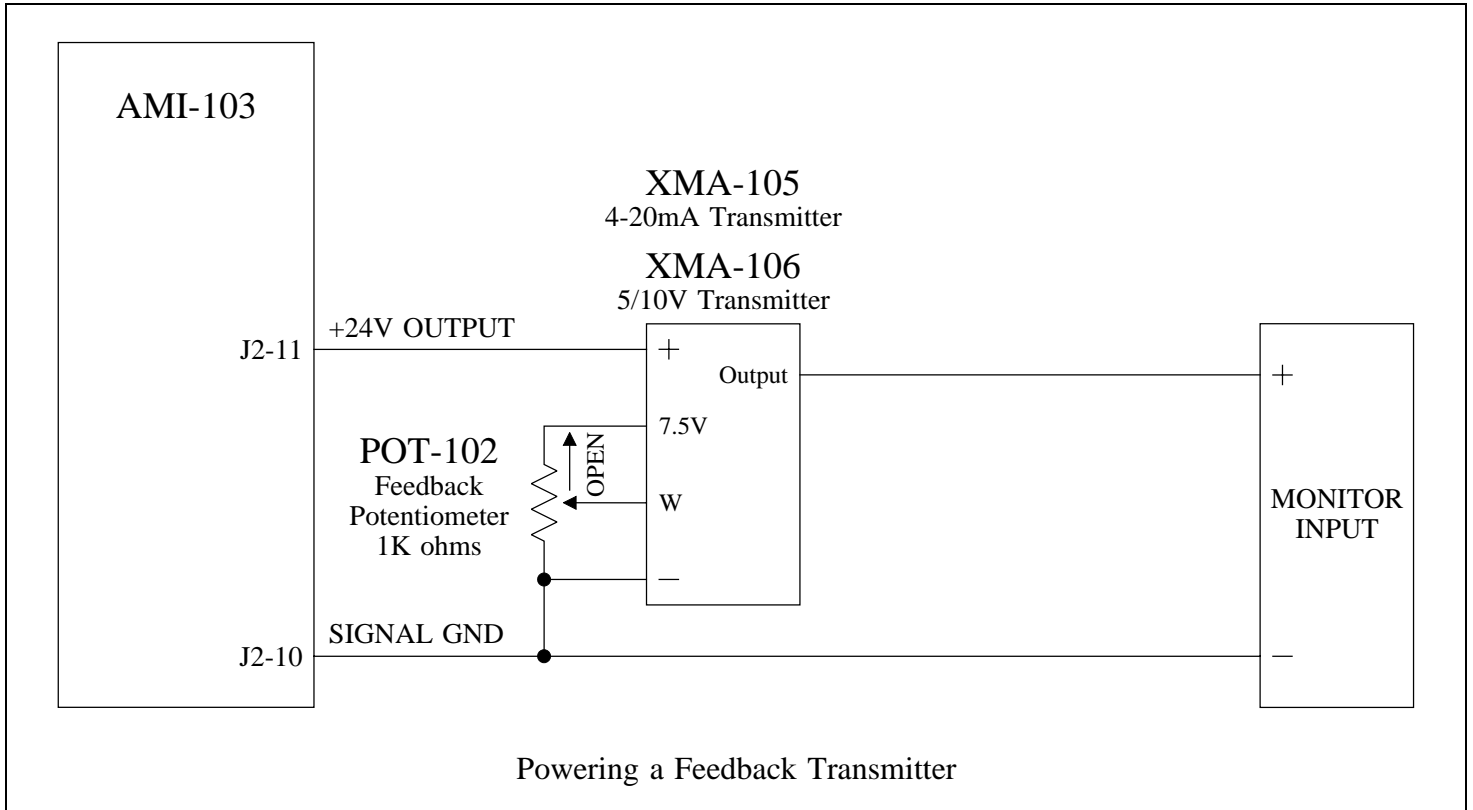 AMI-103
XMA-105
4-20mA Transmitter
XMA-106
5/10V Transmitter
+24V OUTPUT
J2-11
+
Output
+
7.5V
OPEN
POT-102
Feedback
Potentiometer
1K ohms
W
MONITOR
INPUT
−
SIGNAL GND
J2-10
−
Powering a Feedback Transmitter